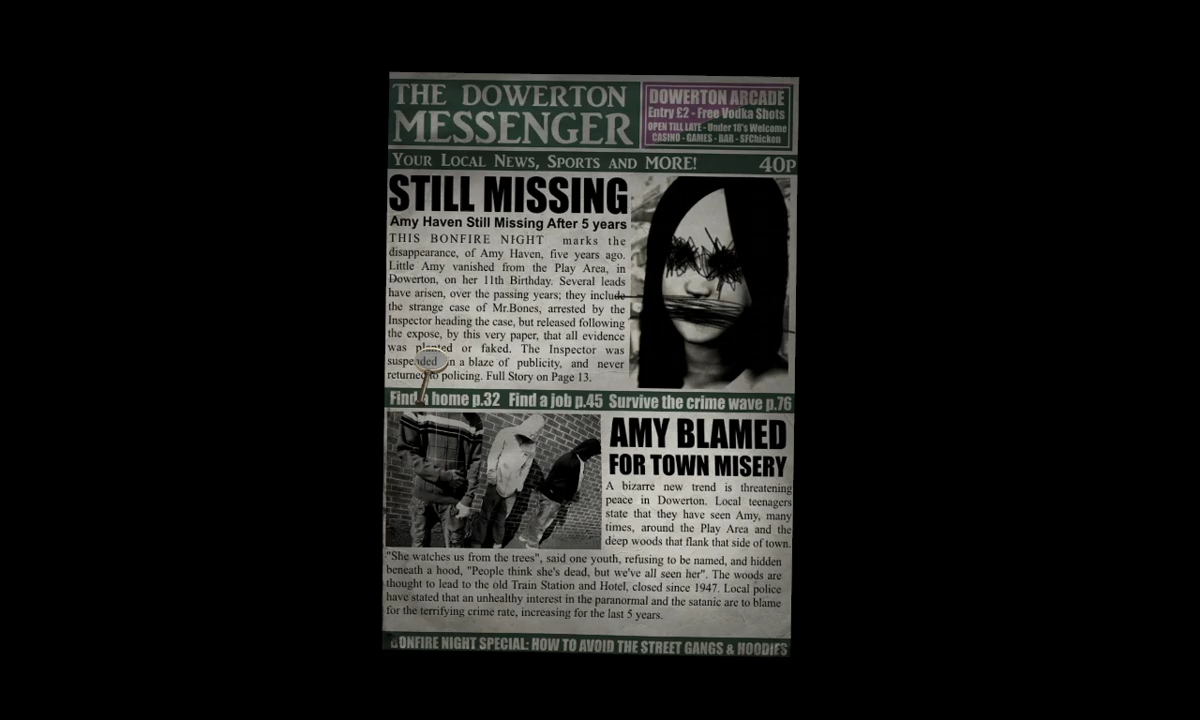 THE DOWERTON
MESSENGER
DOWERTON ARCADE
Entry £2 - Free Vodka Shots
OPEN TILL LATE - Under 18's Welcome
CASINO - GAMES - BAR - SFChicken
YOUR LOCAL NEWS, SPORTS AND MORE!
40P
STILL MISSING
Amy Haven Still Missing After 5 years
THIS BONFIRE NIGHT marks the
disappearance, of Amy Haven, five years ago.
Little Amy vanished from the Play Area, in
Dowerton, on her 11th Birthday. Several leads
have arisen, over the passing years; they include
the strange case of Mr.Bones, arrested by the
Inspector heading the case, but released following
the expose, by this very paper, that all evidence
was planted or faked. The Inspector was
suspended in a blaze of publicity, and never
returned to policing. Full Story on Page 13.
Find a home p.32 Find a job p.45 Survive the crime wave p.76
AMY BLAMED
FOR TOWN MISERY
A bizarre new trend is threatening
peace in Dowerton. Local teenagers
state that they have seen Amy, many
times, around the Play Area and the
deep woods that flank that side of town.
"She watches us from the trees", said one youth, refusing to be named, and hidden
beneath a hood, "People think she's dead, but we've all seen her". The woods are
thought to lead to the old Train Station and Hotel, closed since 1947. Local police
have stated that an unhealthy interest in the paranormal and the satanic are to blame
for the terrifying crime rate, increasing for the last 5 years.
BONFIRE NIGHT SPECIAL: HOW TO AVOID THE STREET GANGS & HOODIES